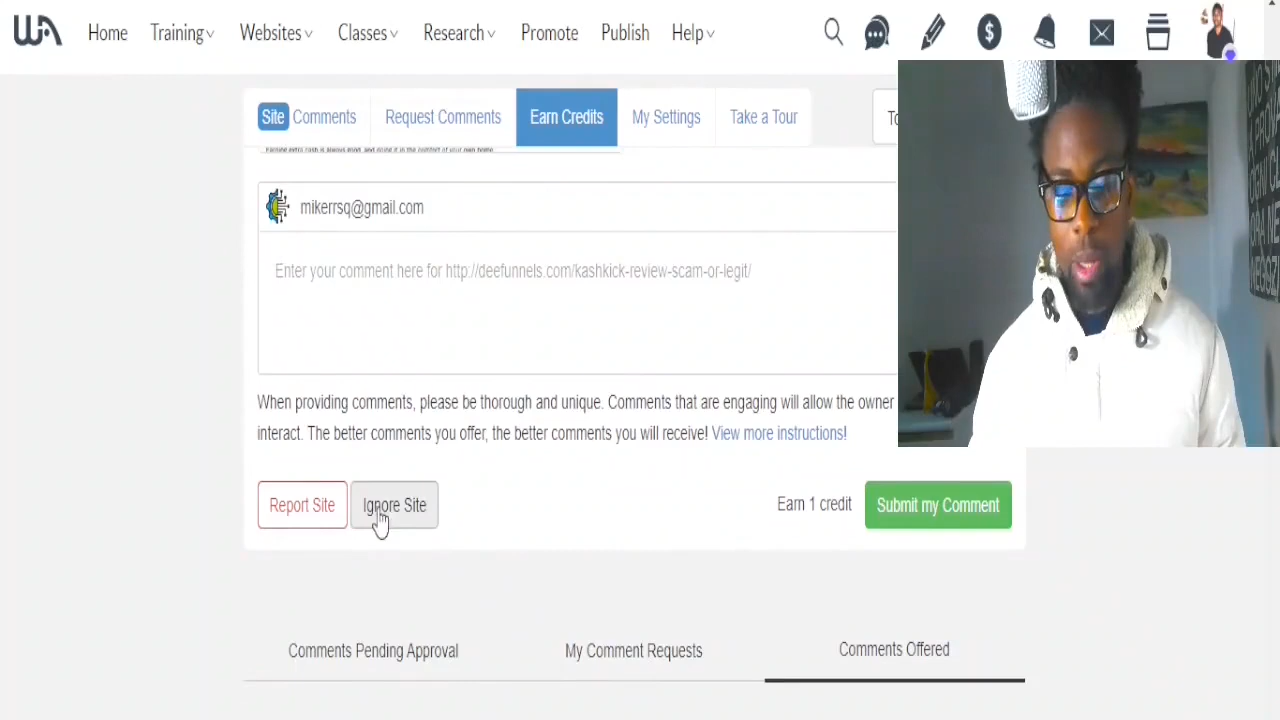 WA Home Training Websites Classes Research Promote Publish Help
Site Comments Request Comments Earn Credits My Settings Take a Tour
mikerrsq@gmail.com
Enter your comment here for http://deefunnels.com/kashkick-review-scam-or-legit/
When providing comments, please be thorough and unique. Comments that are engaging will allow the owner
interact. The better comments you offer, the better comments you will receive! View more instructions!
Report Site Ignore Site Earn 1 credit Submit my Comment
Comments Pending Approval My Comment Requests Comments Offered